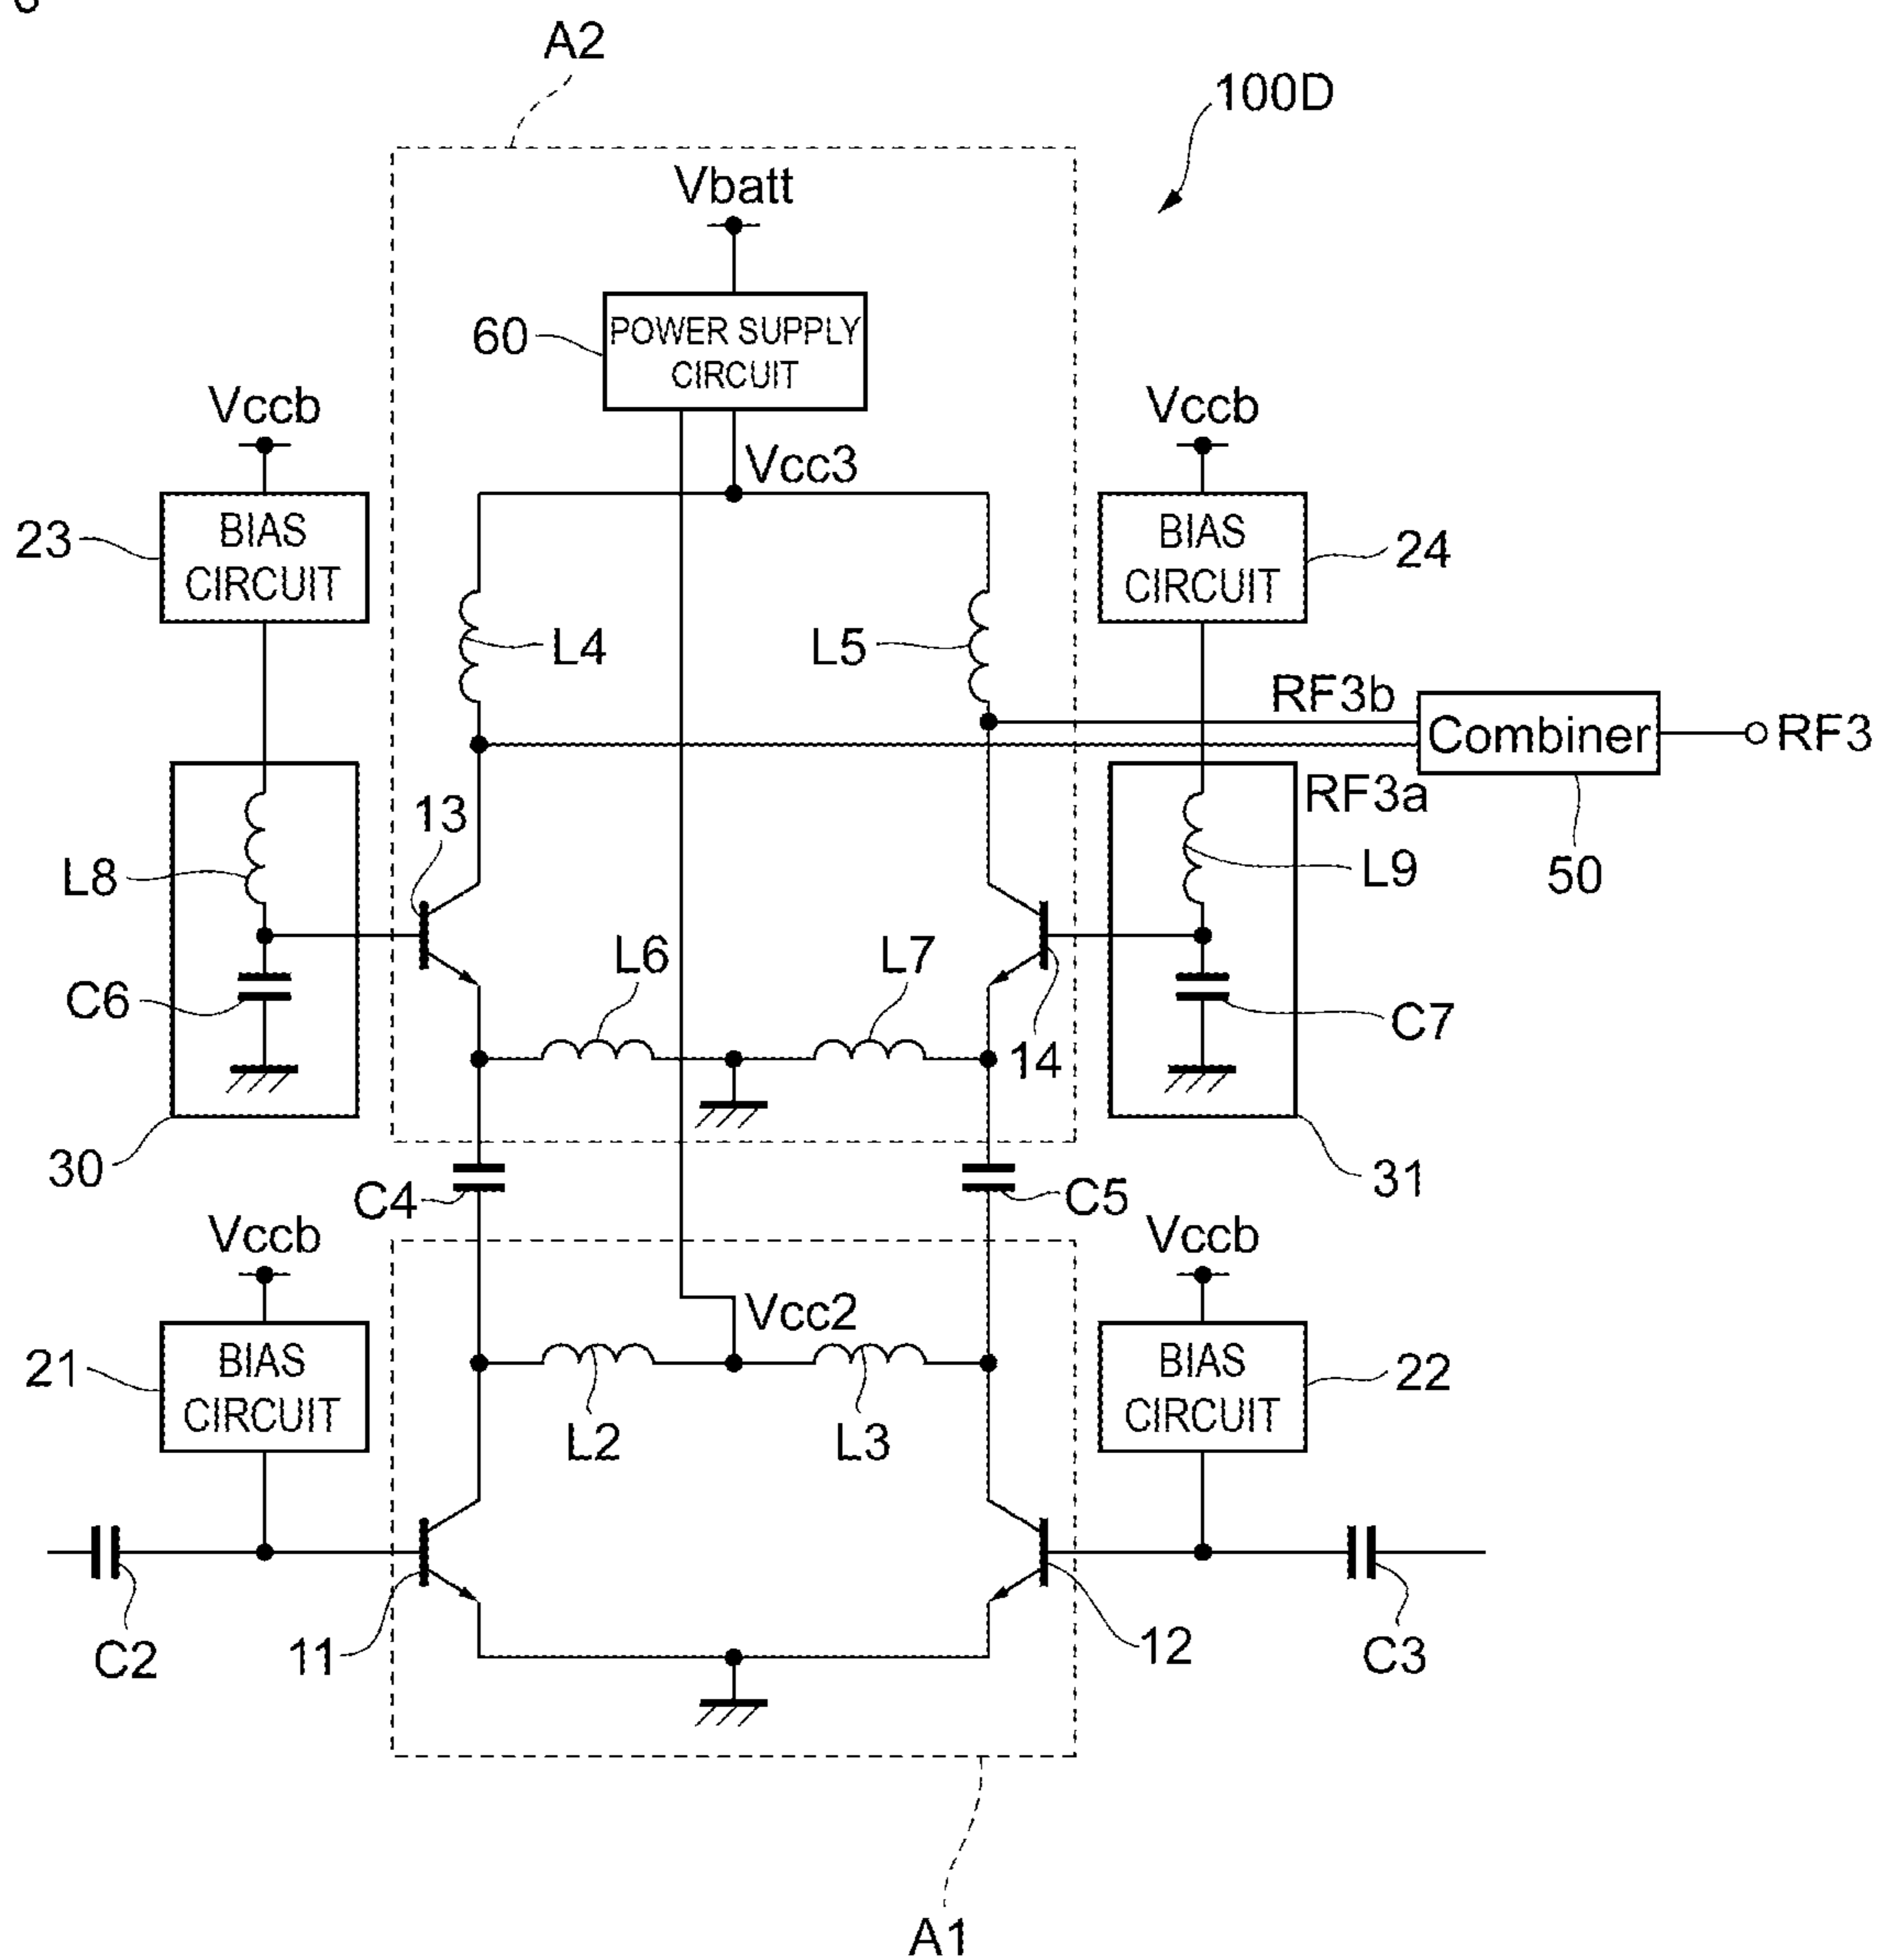 A2
100D
Vbatt
60
POWER SUPPLY
CIRCUIT
Vccb
Vccb
Vcc3
23
BIAS
CIRCUIT
BIAS
CIRCUIT
24
L4
L5
RF3b
Combiner
RF3
RF3a
13
L8
L9
50
L6
L7
C6
C7
14
30
31
C4
C5
Vccb
Vccb
Vcc2
21
BIAS
CIRCUIT
BIAS
CIRCUIT
22
L2
L3
C2
11
12
C3
A1